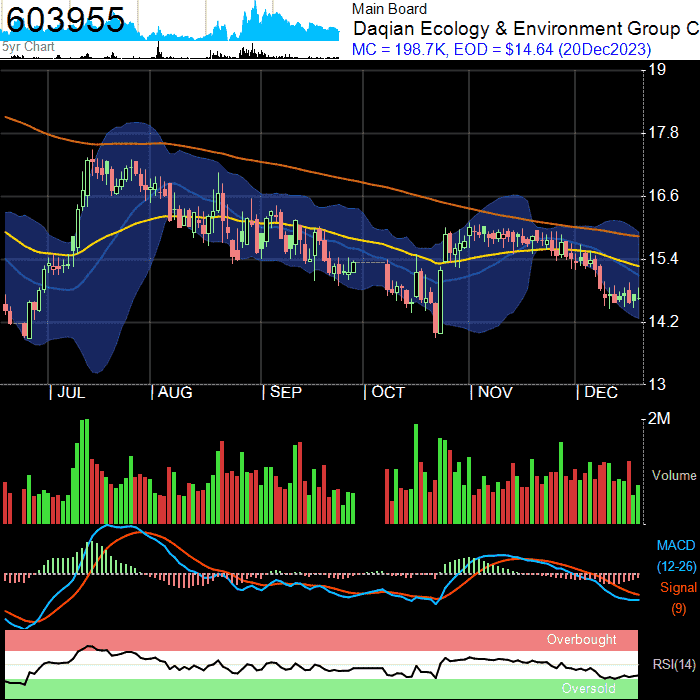 603955
5yr Chart
Main Board
Daqian Ecology & Environment Group C
MC = 198.7K, EOD = $14.64 (20Dec2023)
19
17.8
16.6
15.4
14.2
13
| JUL | AUG | SEP | OCT | NOV | DEC
2M
Volume
MACD
(12-26)
Signal
(9)
Overbought
RSI(14)
Oversold